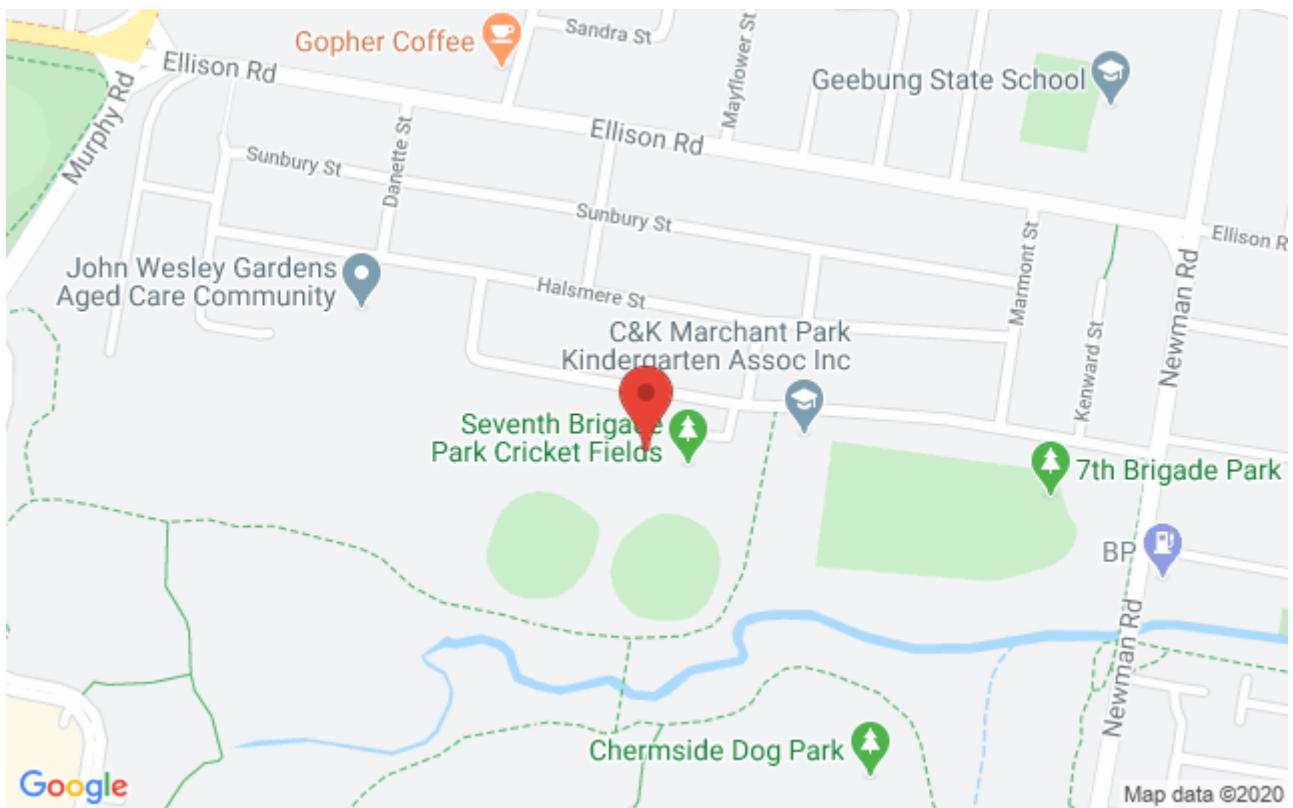 Sandra St
Mayflower St
Gopher Coffee
Ellison Rd
Geebung State School
Murphy Rd
Ellison Rd
Danette St
Sunbury St
Sunbury St
Marmont St
Ellison R
John Wesley Gardens
Aged Care Community
Newman Rd
Halsmere St
C&K Marchant Park
Kindergarten Assoc Inc
Kenward St
Seventh Brigade
Park Cricket Fields
7th Brigade Park
BP
Newman Rd
Chermside Dog Park
Google
Map data ©2020